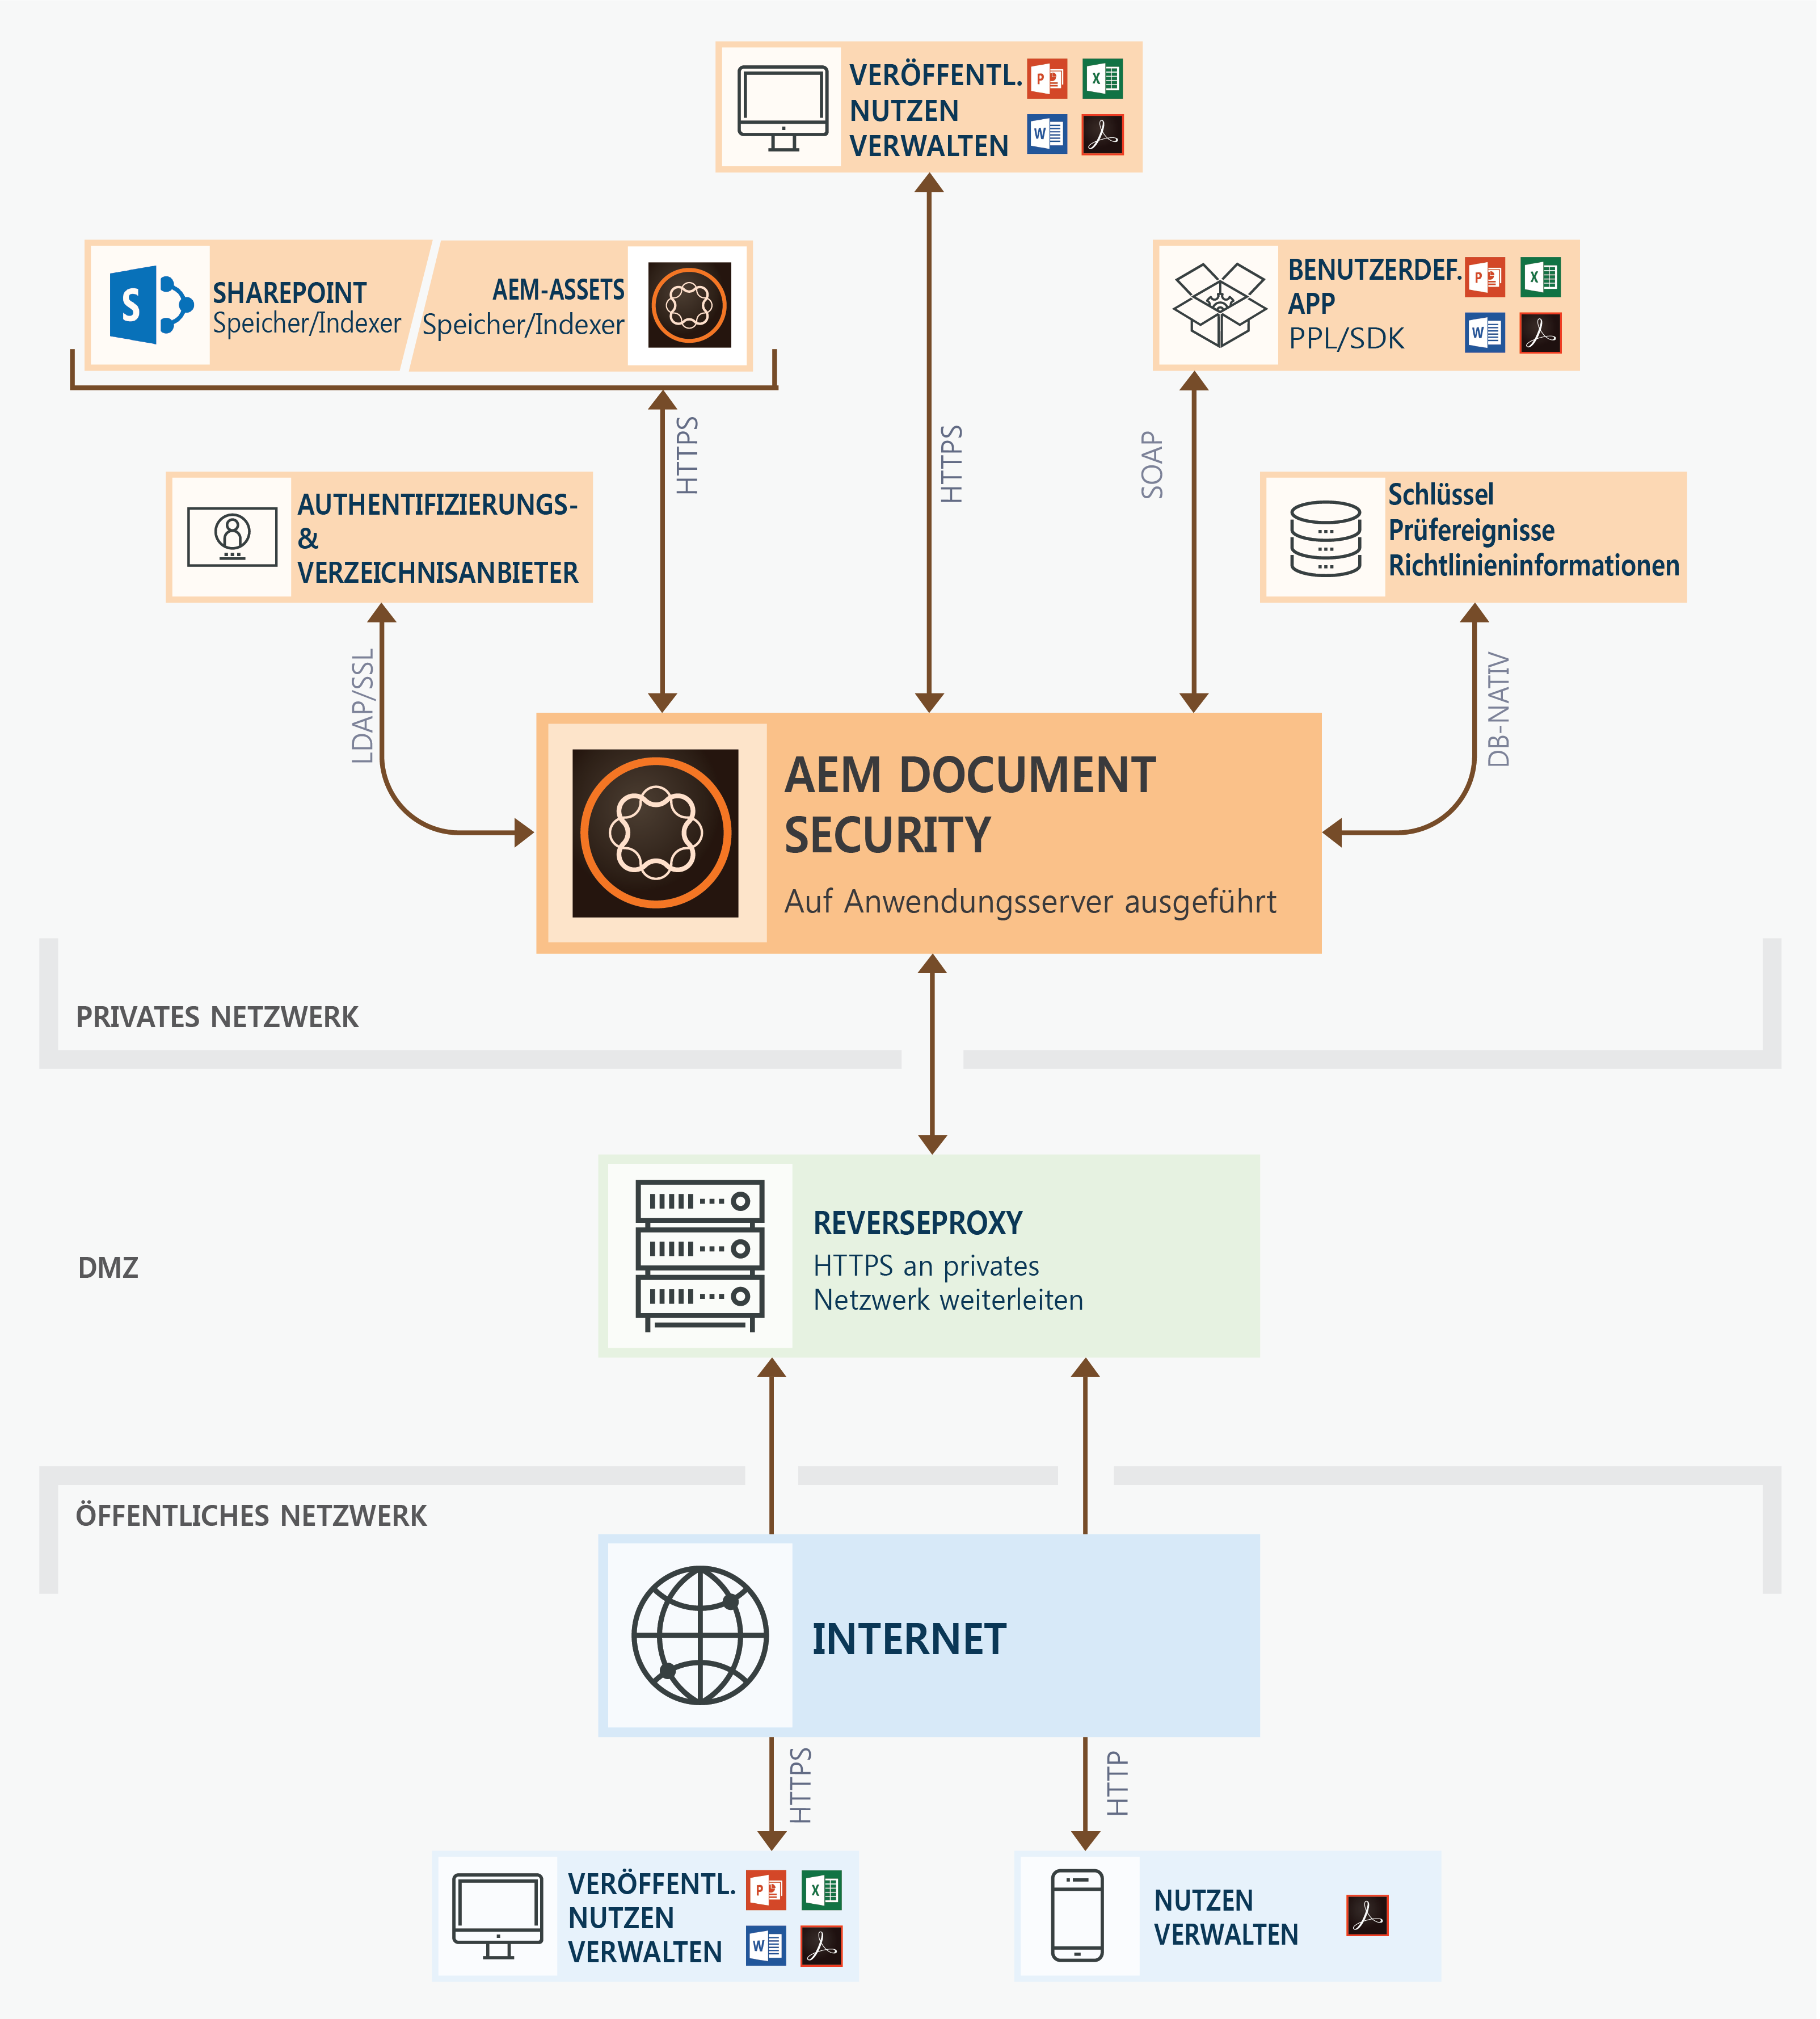 VERÖFFENTL.
NUTZEN
VERWALTEN
P
X
W
S
SHAREPOINT
Speicher/Indexer
AEM-ASSETS
Speicher/Indexer
BENUTZERDEF.
APP
PPL/SDK
P
X
W
HTTPS
HTTPS
SOAP
AUTHENTIFIZIERUNGS-
&
VERZEICHNISANBIETER
Schlüssel
Prüfereignisse
Richtlinieninformationen
LDAP/SSL
DB-NATIV
AEM DOCUMENT
SECURITY
Auf Anwendungsserver ausgeführt
PRIVATES NETZWERK
REVERSEPROXY
HTTPS an privates
Netzwerk weiterleiten
DMZ
ÖFFENTLICHES NETZWERK
INTERNET
HTTPS
HTTP
VERÖFFENTL.
NUTZEN
VERWALTEN
P
X
W
NUTZEN
VERWALTEN